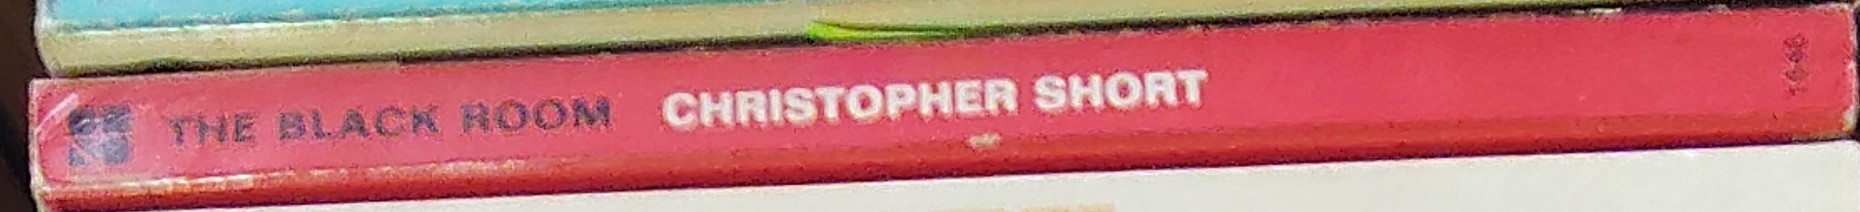 THE BLACK ROOM CHRISTOPHER SHORT